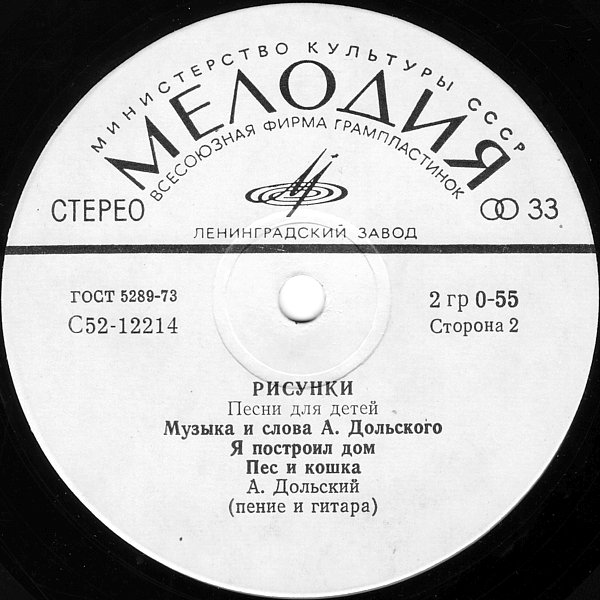 МИНИСТЕРСТВО КУЛЬТУРЫ СССР
МЕЛОДИЯ
ВСЕСОЮЗНАЯ ФИРМА ГРАМПЛАСТИНОК
СТЕРЕО
33
ЛЕНИНГРАДСКИЙ ЗАВОД
ГОСТ 5289-73
2 гр 0-55
С52-12214
Сторона 2
РИСУНКИ
Песни для детей
Музыка и слова А. Дольского
Я построил дом
Пес и кошка
А. Дольский
(пение и гитара)